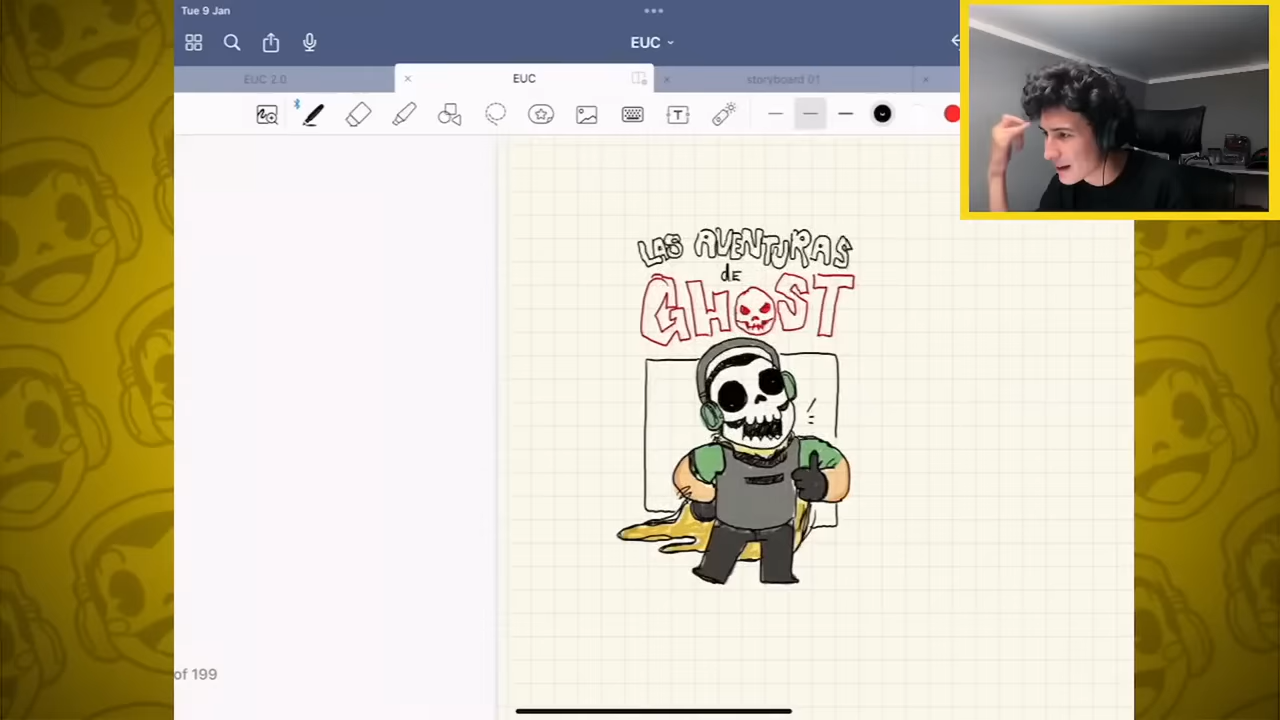 Tue 9 Jan
EUC
EUC 2.0
EUC
storyboard 01
T
LAS AVENTURAS
dE
GHOST
of 199